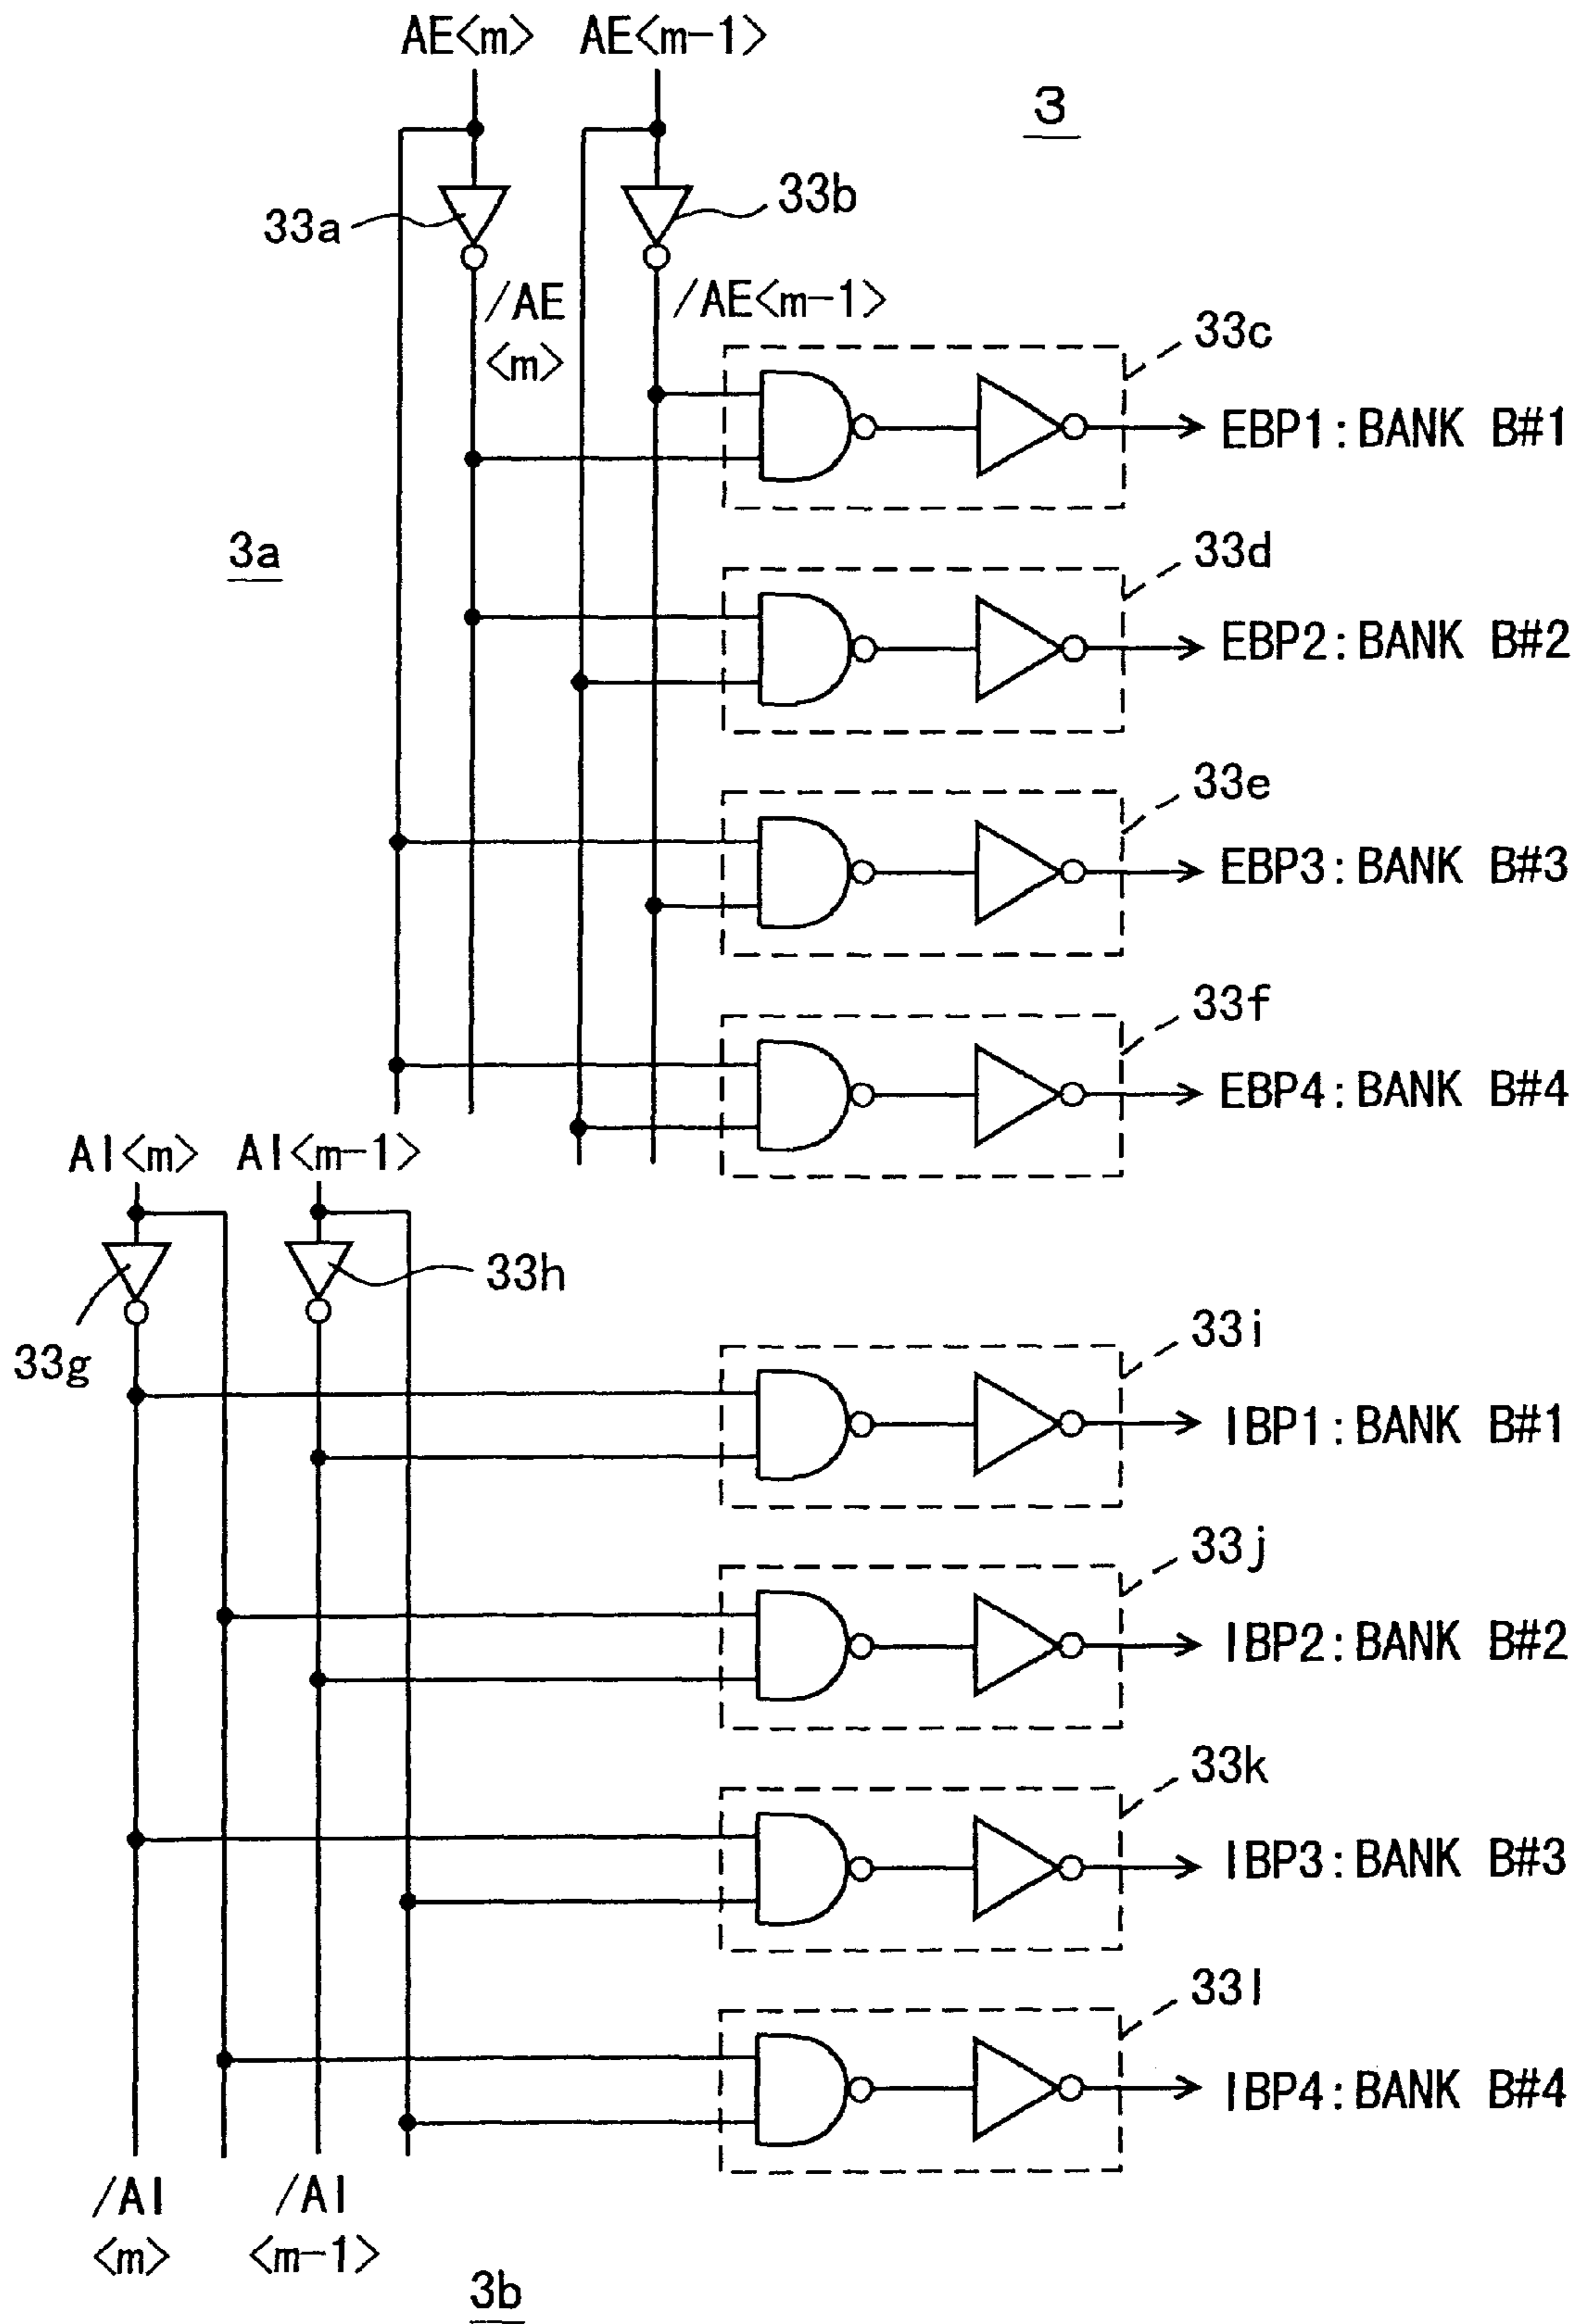 AE<m> AE<m-1>
3
33a
33b
/AE
<m>
/AE<m-1>
33c
EBP1:BANK B#1
3a
33d
EBP2:BANK B#2
33e
EBP3:BANK B#3
33f
EBP4:BANK B#4
AI<m> AI<m-1>
33g
33h
33i
IBP1:BANK B#1
33j
IBP2:BANK B#2
33k
IBP3:BANK B#3
33l
IBP4:BANK B#4
/AI
<m>
/AI
<m-1>
3b